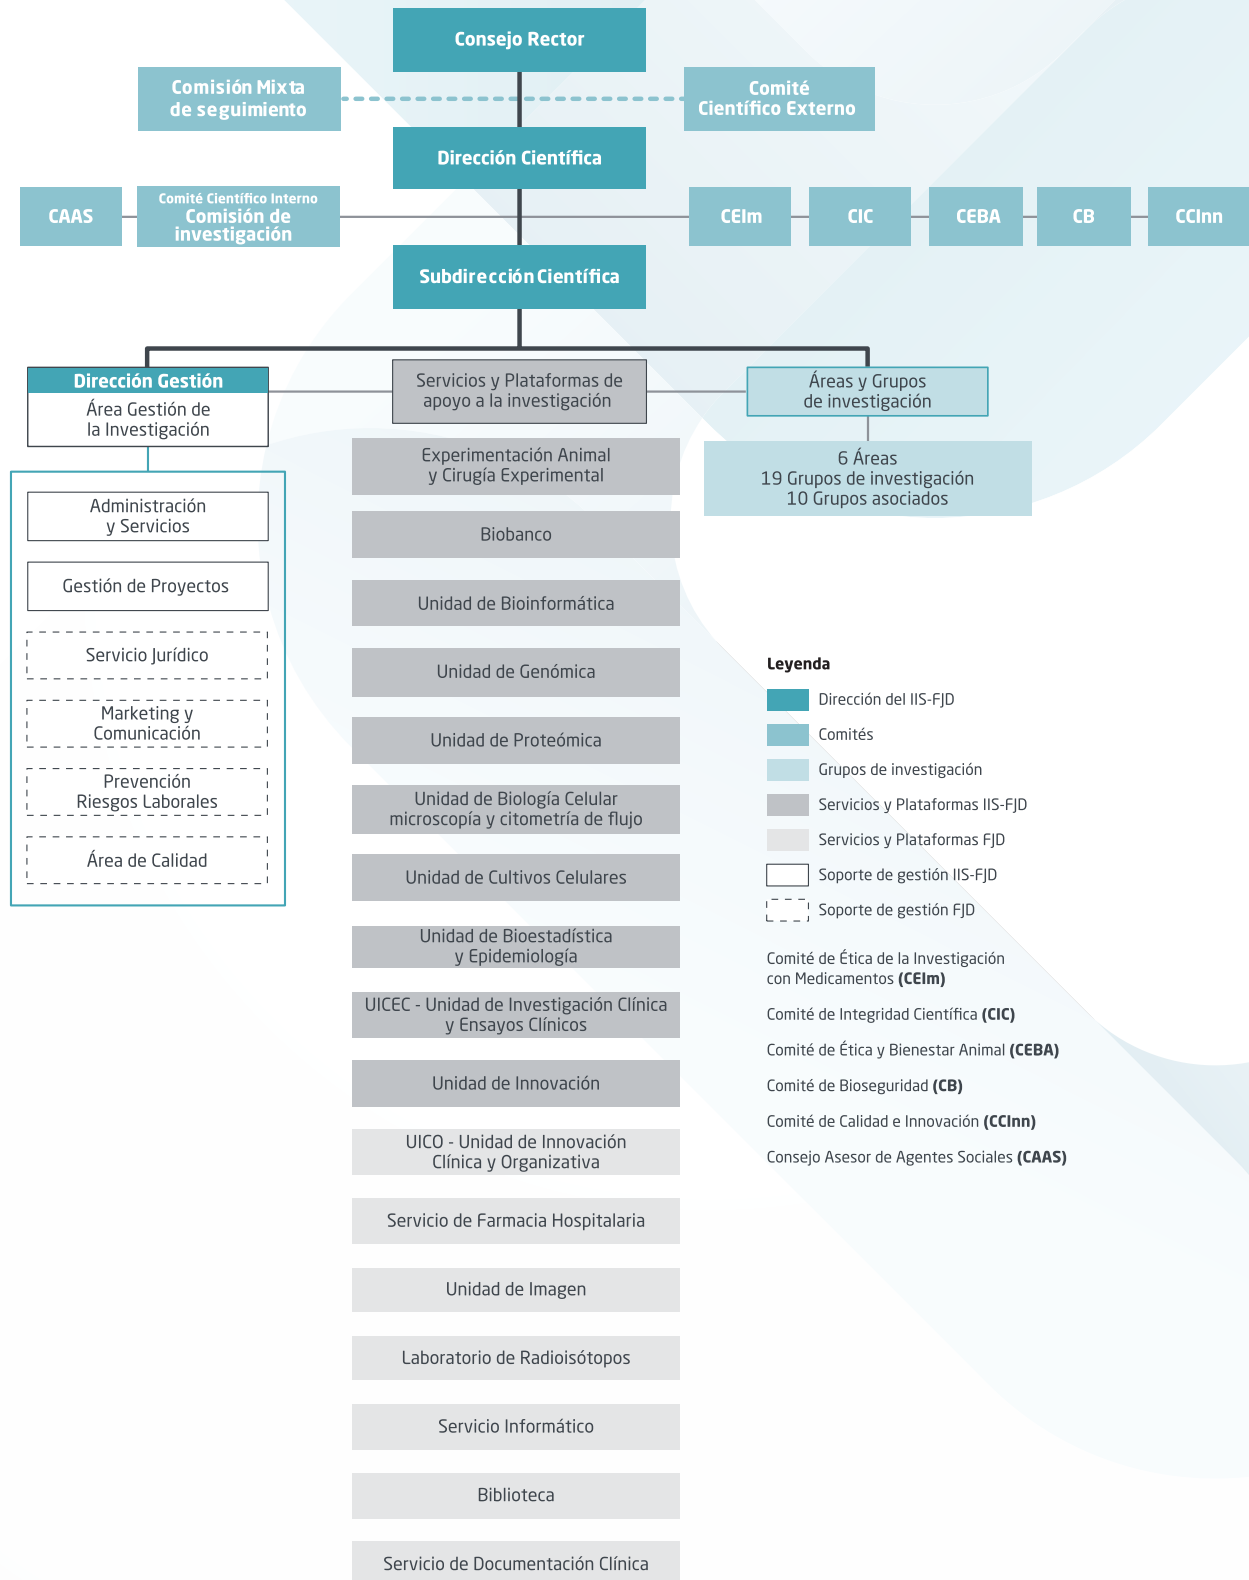 Consejo Rector
Comisión Mixta
de seguimiento
Comité
Científico Externo
Dirección Científica
CAAS
Comité Científico Interno
Comisión de
investigación
CEIm
CIC
CEBA
CB
CCInn
Subdirección Científica
Dirección Gestión
Área Gestión de
la Investigación
Servicios y Plataformas de
apoyo a la investigación
Áreas y Grupos
de investigación
6 Áreas
19 Grupos de investigación
10 Grupos asociados
Administración
y Servicios
Gestión de Proyectos
Servicio Jurídico
Marketing y
Comunicación
Prevención
Riesgos Laborales
Área de Calidad
Experimentación Animal
y Cirugía Experimental
Biobanco
Unidad de Bioinformática
Unidad de Genómica
Unidad de Proteómica
Unidad de Biología Celular
microscopía y citometría de flujo
Unidad de Cultivos Celulares
Unidad de Bioestadística
y Epidemiología
UICEC - Unidad de Investigación Clínica
y Ensayos Clínicos
Unidad de Innovación
UICO - Unidad de Innovación
Clínica y Organizativa
Servicio de Farmacia Hospitalaria
Unidad de Imagen
Laboratorio de Radioisótopos
Servicio Informático
Biblioteca
Servicio de Documentación Clínica
Leyenda
Dirección del IIS-FJD
Comités
Grupos de investigación
Servicios y Plataformas IIS-FJD
Servicios y Plataformas FJD
Soporte de gestión IIS-FJD
Soporte de gestión FJD
Comité de Ética de la Investigación
con Medicamentos (CEIm)
Comité de Integridad Científica (CIC)
Comité de Ética y Bienestar Animal (CEBA)
Comité de Bioseguridad (CB)
Comité de Calidad e Innovación (CCInn)
Consejo Asesor de Agentes Sociales (CAAS)